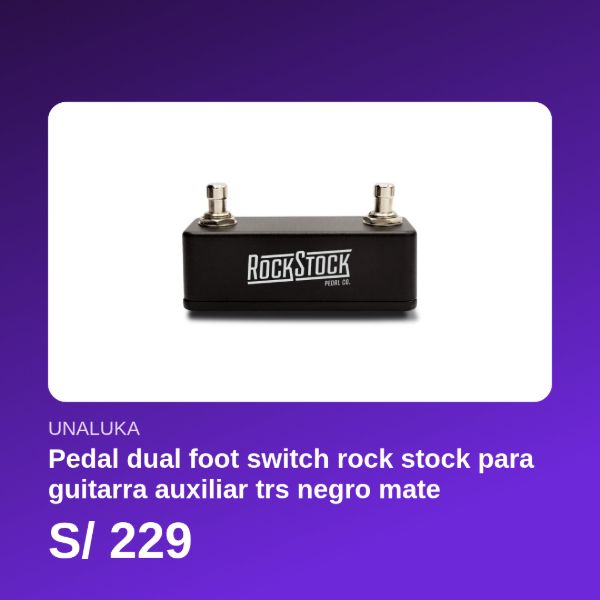 ROCKSTOCK
PEDAL CO.
UNALUKA
Pedal dual foot switch rock stock para
guitarra auxiliar trs negro mate
S/ 229